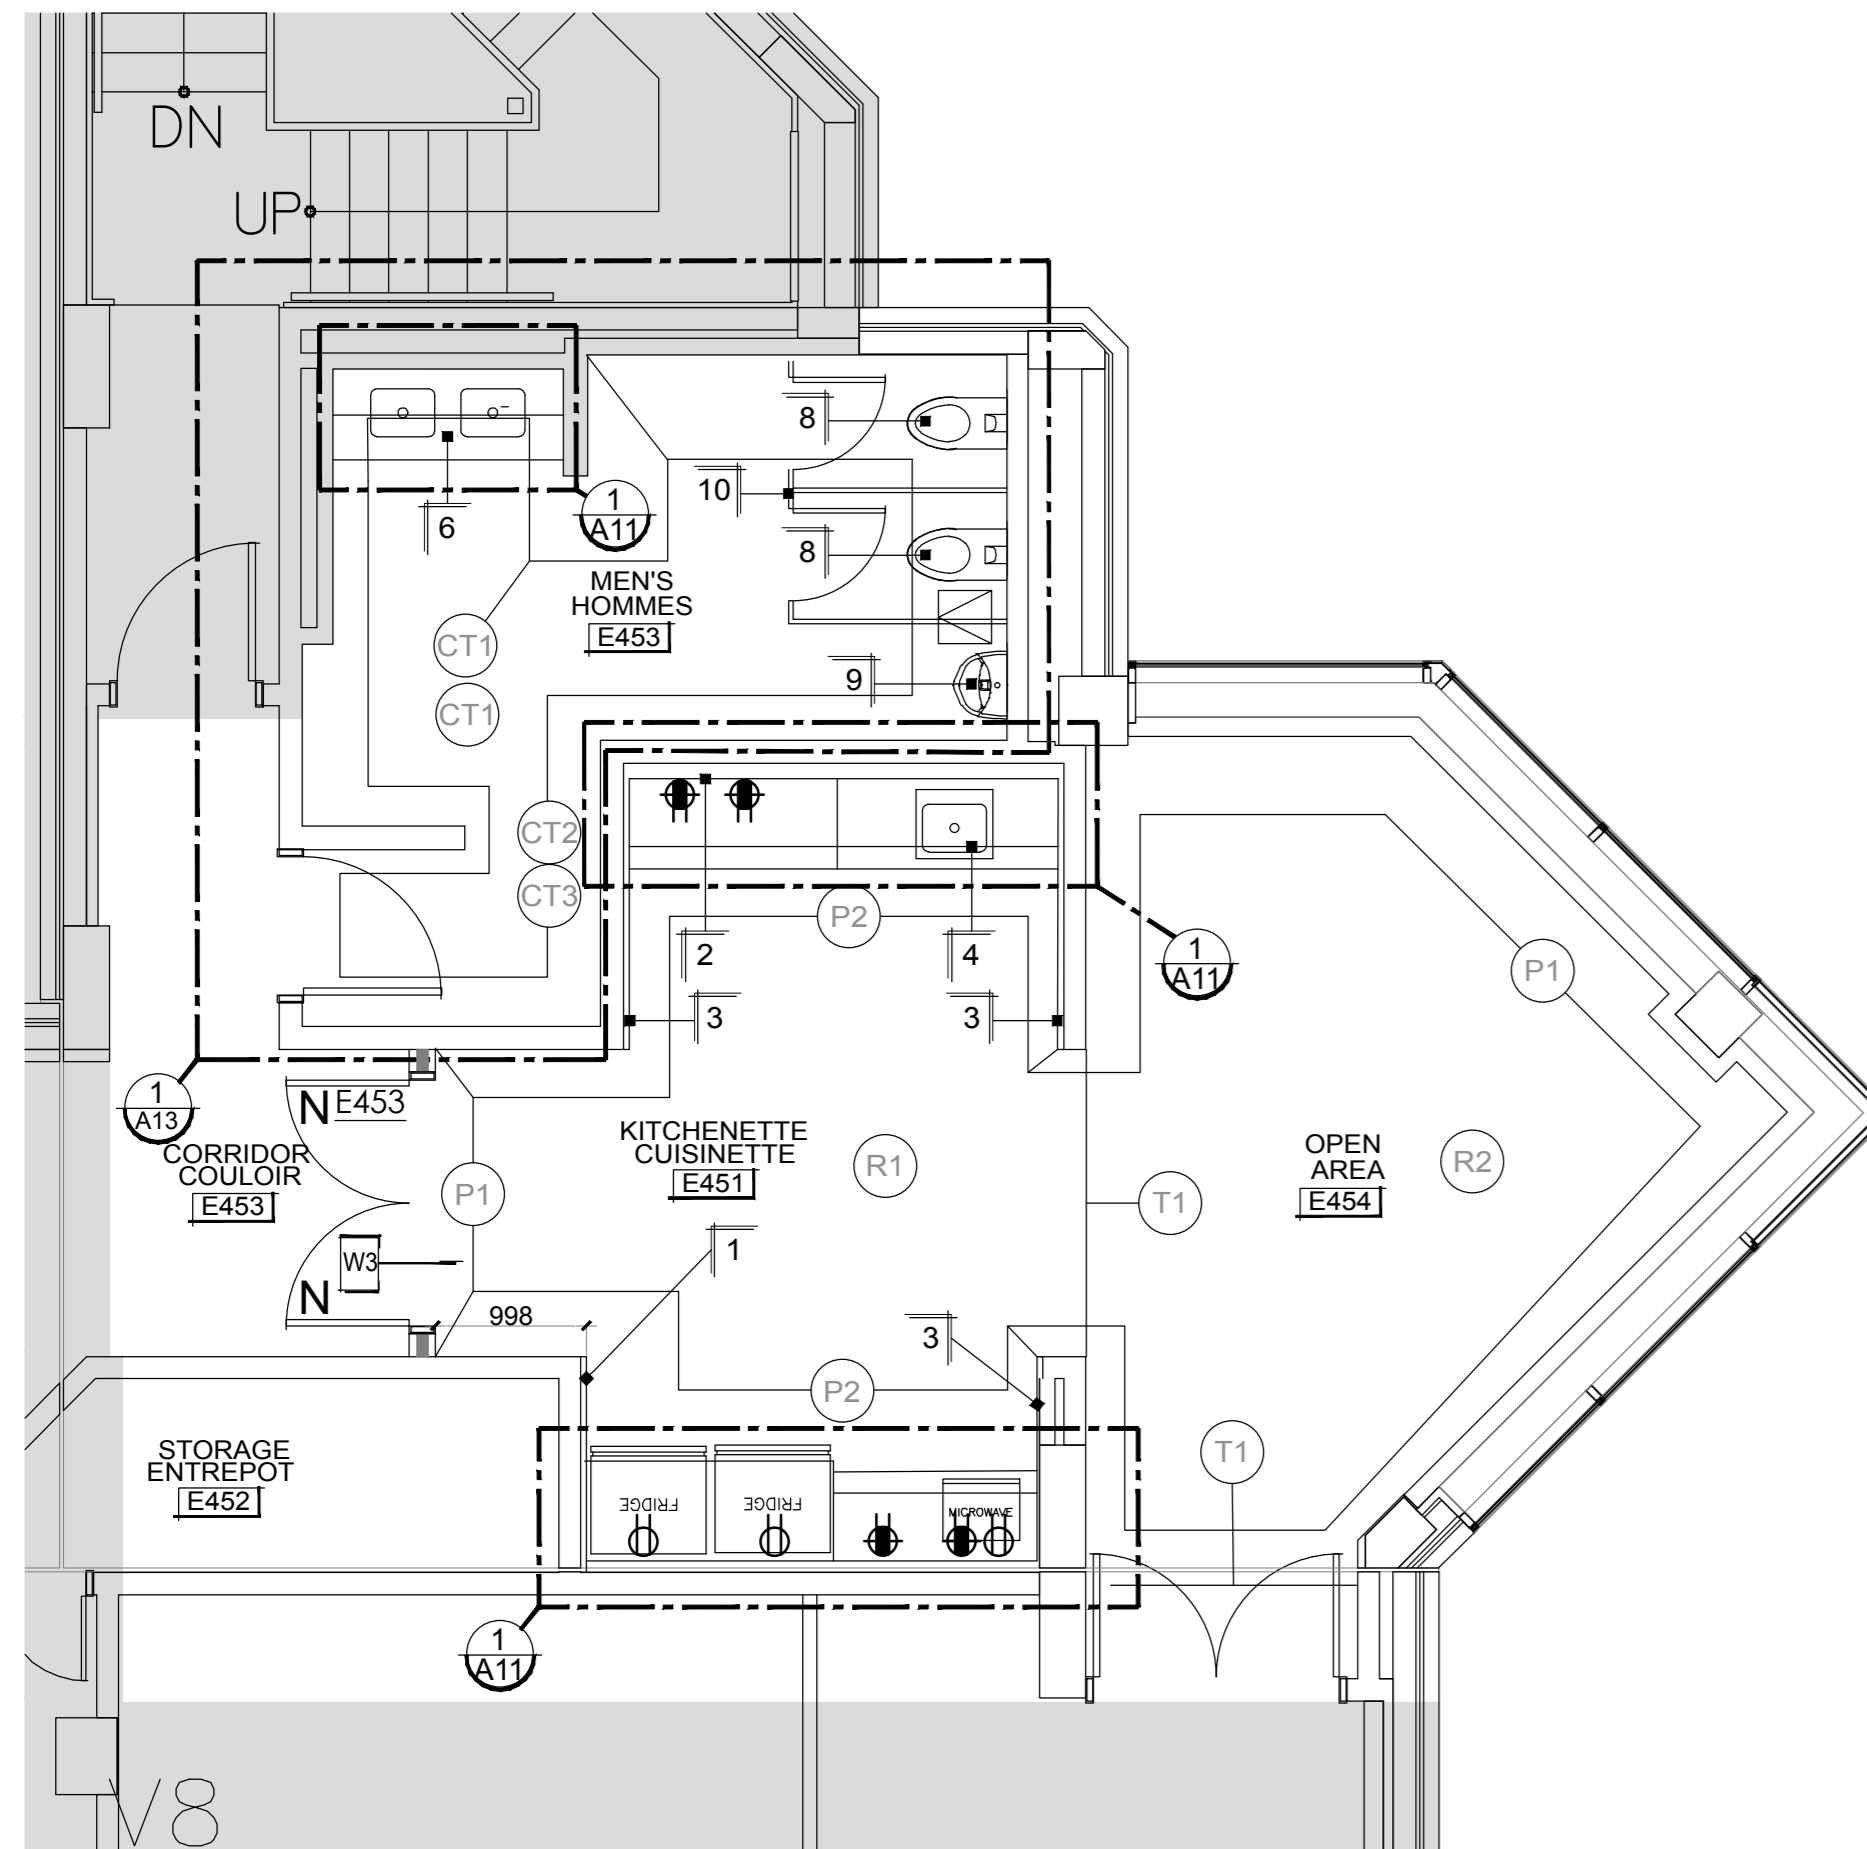 DN
UP
8
10
1
A11
6
8
MEN'S
HOMMES
E453
CT1
9
CT1
CT2
CT3
P2
2
4
1
A11
P1
3
3
1
A13
N E453
CORRIDOR
COULOIR
E453
KITCHENETTE
CUISINETTE
E451
R1
OPEN
AREA
E454
R2
P1
T1
1
W3
N
998
3
P2
T1
STORAGE
ENTREPOT
E452
FRIDGE
FRIDGE
MICROWAVE
1
A11
V8